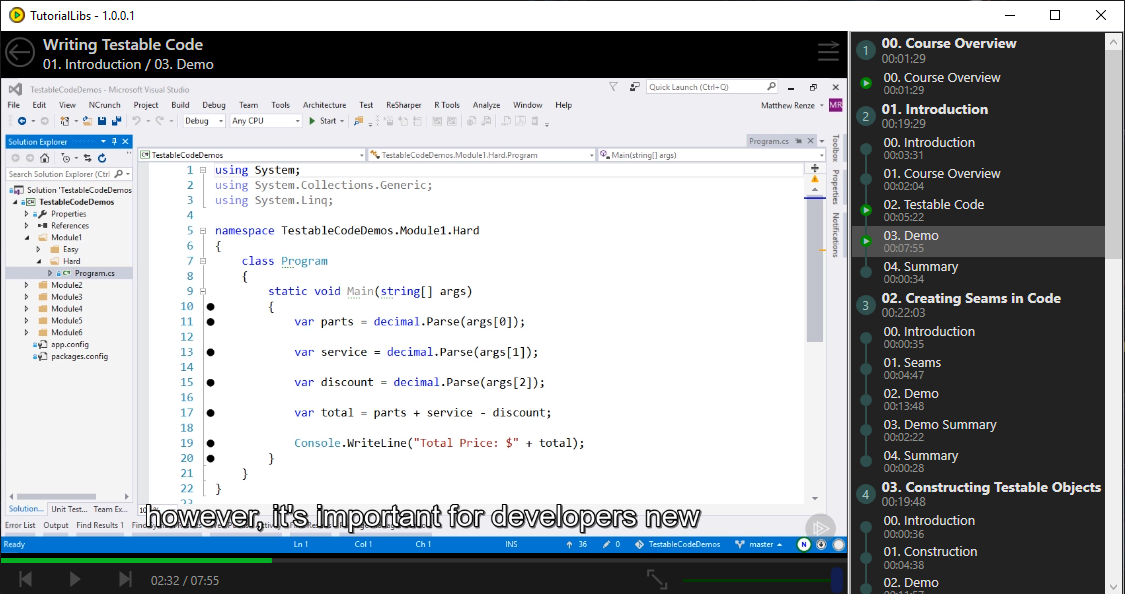 TutorialLibs - 1.0.0.1
Writing Testable Code
01. Introduction / 03. Demo
TestableCodeDemos - Microsoft Visual Studio
Quick Launch (Ctrl+Q)
File Edit View NCrunch Project Build Debug Team Tools Architecture Test ReSharper R Tools Analyze Window Help
Matthew Renze MR
Debug Any CPU Start
Solution Explorer
Program.cs
Search Solution Explorer (Ctrl
TestableCodeDemos TestableCodeDemos.Module1.Hard.Program Main(string[] args)
Solution 'TestableCodeDemos
TestableCodeDemos
Properties
References
Module1
Easy
Hard
Program.cs
Module2
Module3
Module4
Module5
Module6
app.config
packages.config
1 using System;
2 using System.Collections.Generic;
3 using System.Linq;
4
5 namespace TestableCodeDemos.Module1.Hard
6 {
7 class Program
8 {
9 static void Main(string[] args)
10 {
11 var parts = decimal.Parse(args[0]);
12
13 var service = decimal.Parse(args[1]);
14
15 var discount = decimal.Parse(args[2]);
16
17 var total = parts + service - discount;
18
19 Console.WriteLine("Total Price: $" + total);
20 }
21 }
22 }
Toolbox
Properties
Notifications
Solution... Unit Test... Team Ex...
however, it's important for developers new
Error List Output Find Results 1
Ready Ln 1 Col 1 Ch 1 INS 36 0 TestableCodeDemos master N
02:32 / 07:55
1 00. Course Overview
00:01:29
00. Course Overview
00:01:29
2 01. Introduction
00:19:29
00. Introduction
00:03:31
01. Course Overview
00:02:04
02. Testable Code
00:05:22
03. Demo
00:07:55
04. Summary
00:00:34
3 02. Creating Seams in Code
00:22:03
00. Introduction
00:00:35
01. Seams
00:04:47
02. Demo
00:13:48
03. Demo Summary
00:02:22
04. Summary
00:00:28
4 03. Constructing Testable Objects
00:19:48
00. Introduction
00:00:36
01. Construction
00:04:38
02. Demo